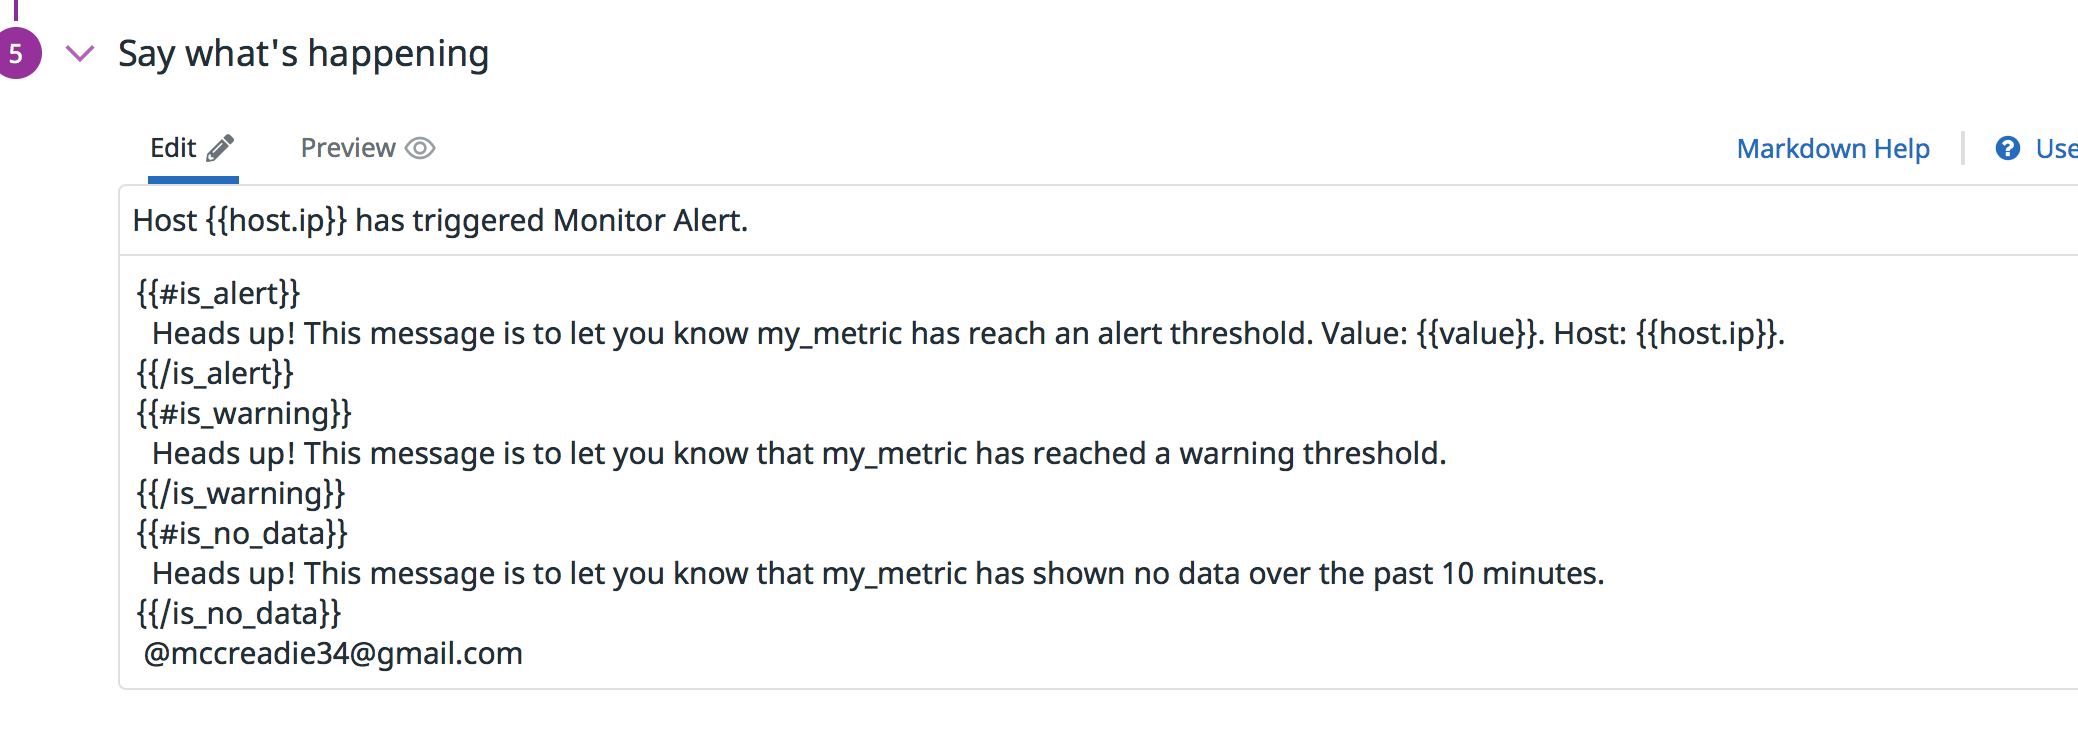 5
Say what's happening
Edit
Preview
Markdown Help
? Use
Host {{host.ip}} has triggered Monitor Alert.
{{#is_alert}}
Heads up! This message is to let you know my_metric has reach an alert threshold. Value: {{value}}. Host: {{host.ip}}.
{{/is_alert}}
{{#is_warning}}
Heads up! This message is to let you know that my_metric has reached a warning threshold.
{{/is_warning}}
{{#is_no_data}}
Heads up! This message is to let you know that my_metric has shown no data over the past 10 minutes.
{{/is_no_data}}
@mccreadie34@gmail.com